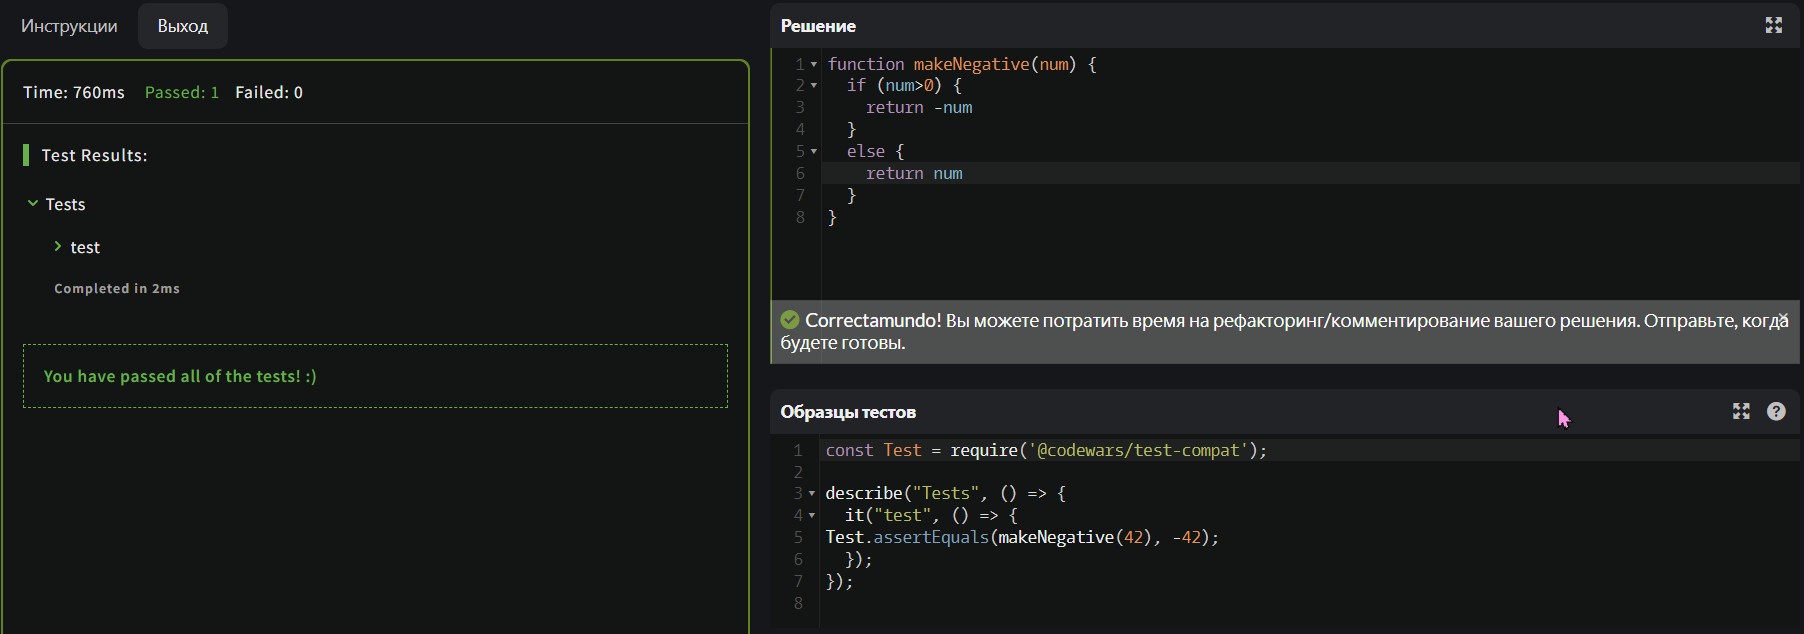 Инструкции
Выход
Time: 760ms Passed: 1 Failed: 0
Test Results:
Tests
test
Completed in 2ms
You have passed all of the tests! :)
Решение
1 function makeNegative(num) {
2   if (num>0) {
3     return -num
4   }
5   else {
6     return num
7   }
8 }
Correctamundo! Вы можете потратить время на рефакторинг/комментирование вашего решения. Отправьте, когда
будете готовы.
Образцы тестов
1 const Test = require('@codewars/test-compat');
2
3 describe("Tests", () => {
4   it("test", () => {
5 Test.assertEquals(makeNegative(42), -42);
6   });
7 });
8